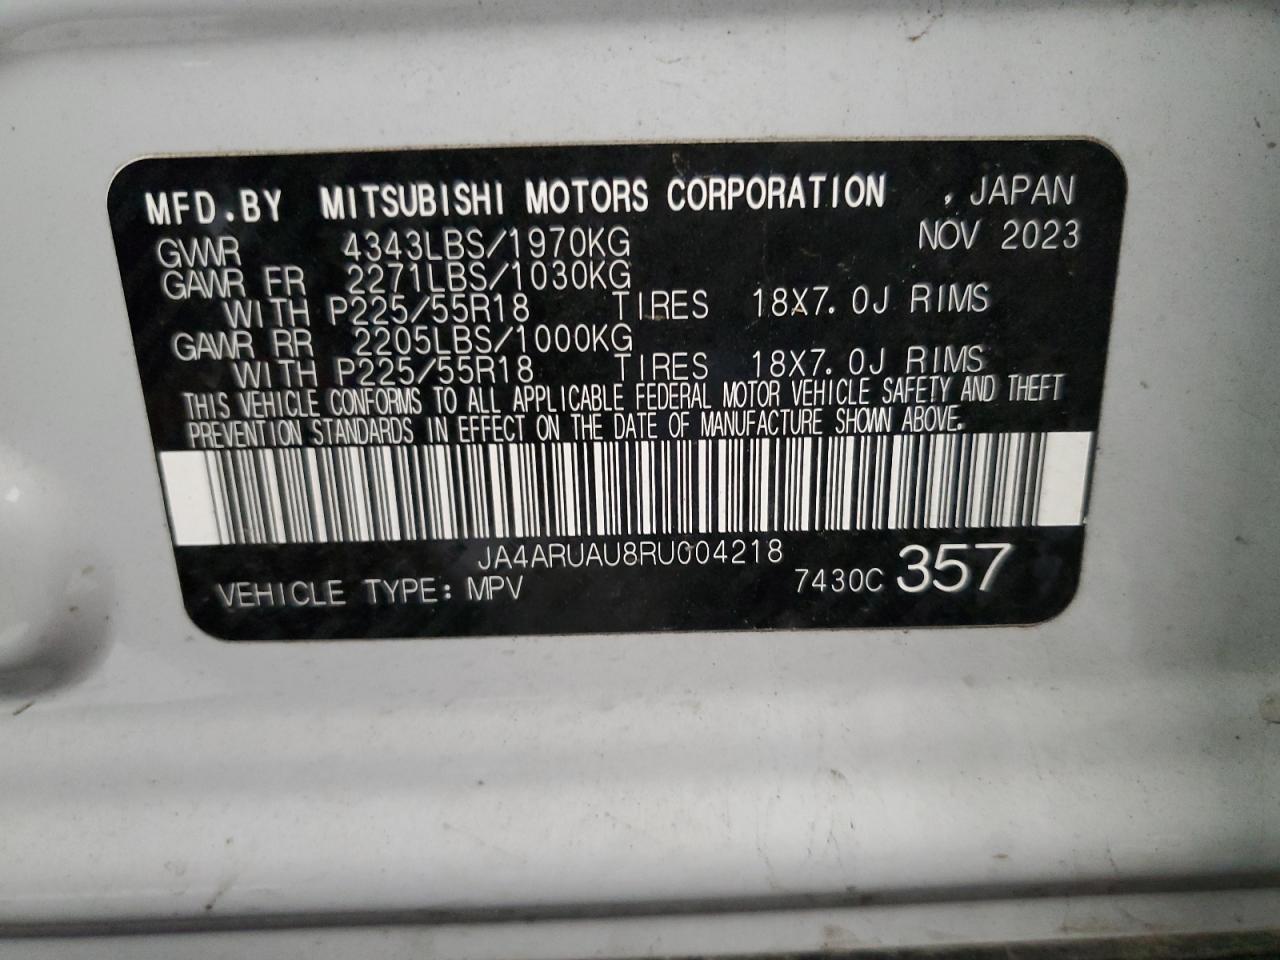 MFD.BY MITSUBISHI MOTORS CORPORATION , JAPAN
GVWR 4343LBS/1970KG NOV 2023
GAWR FR 2271LBS/1030KG
WITH P225/55R18 TIRES 18X7.0J RIMS
GAWR RR 2205LBS/1000KG
WITH P225/55R18 TIRES 18X7.0J RIMS
THIS VEHICLE CONFORMS TO ALL APPLICABLE FEDERAL MOTOR VEHICLE SAFETY AND THEFT
PREVENTION STANDARDS IN EFFECT ON THE DATE OF MANUFACTURE SHOWN ABOVE.
JA4ARUAU8RU004218
VEHICLE TYPE: MPV 7430C 357